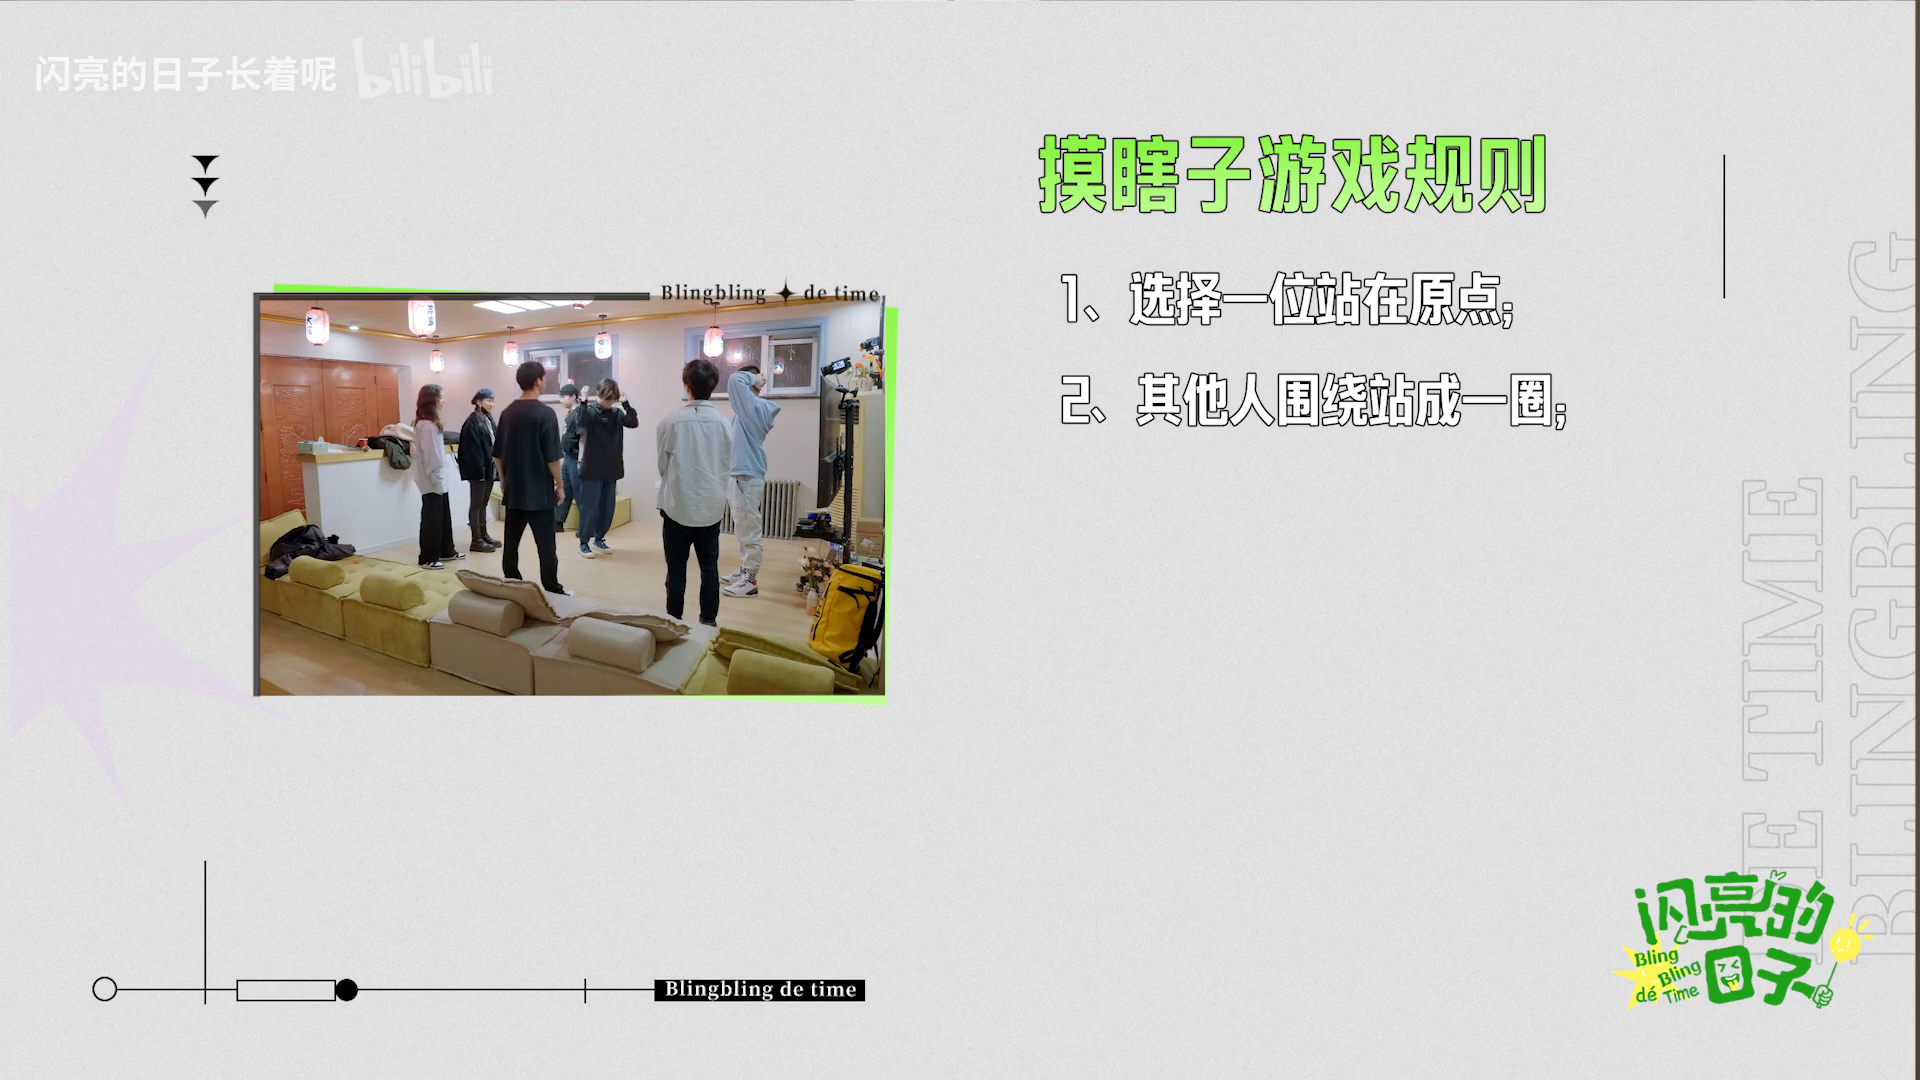 闪亮的日子长着呢 bilibili
摸瞎子游戏规则
1、选择一位站在原点;
2、其他人围绕站成一圈;
Blingbling de time
DE TIME
BLINGBLING
闪亮的日子
Bling Bling dé Time
Blingbling de time